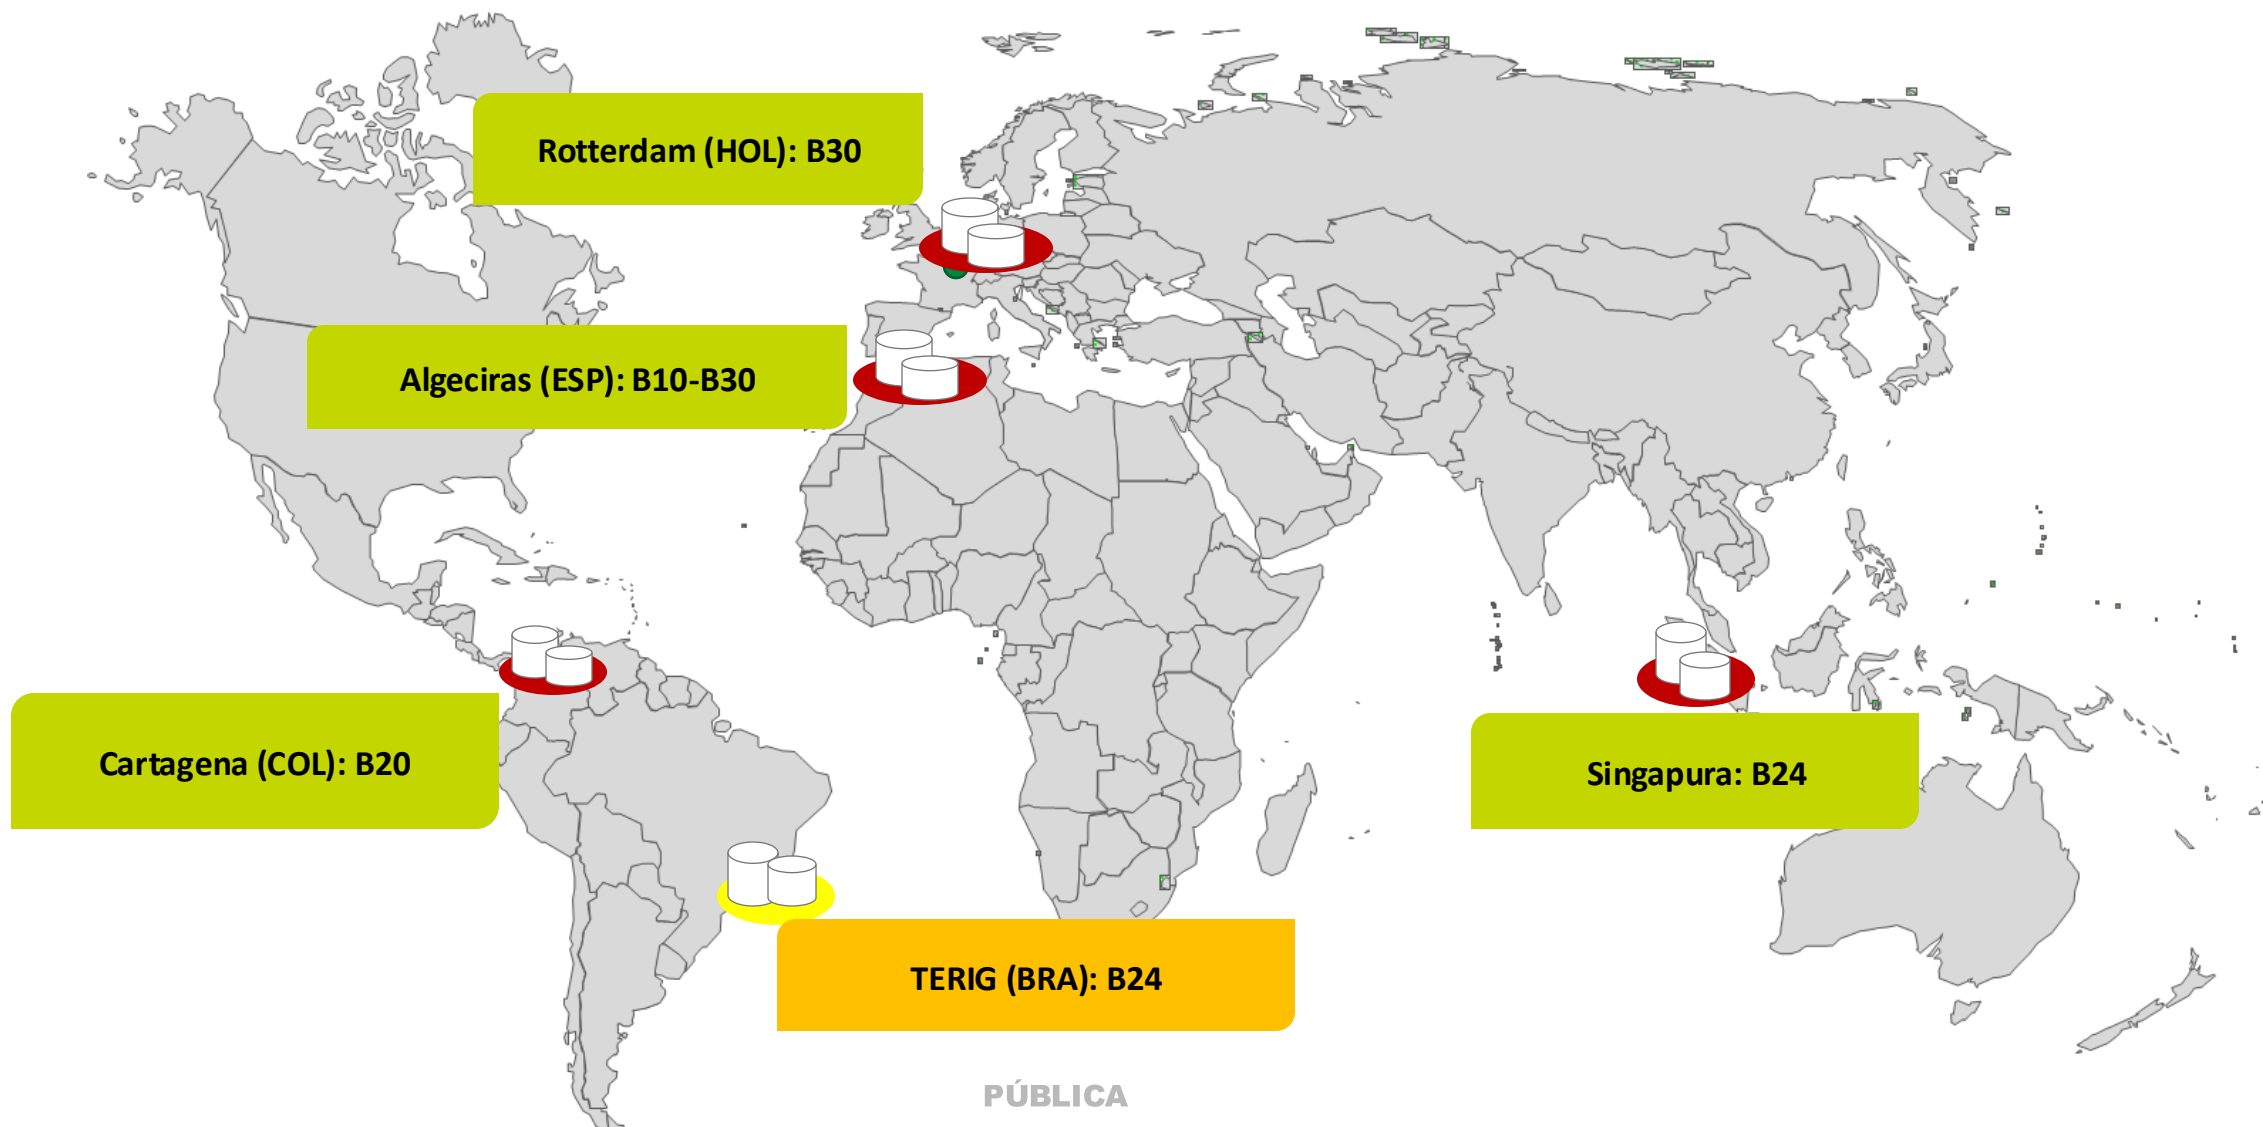 Rotterdam (HOL): B30
Algeciras (ESP): B10-B30
Cartagena (COL): B20
Singapura: B24
TERIG (BRA): B24
PÚBLICA